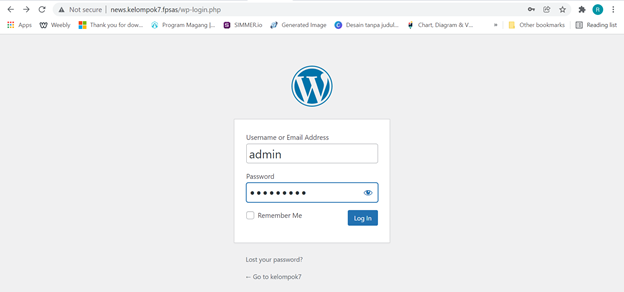 Not secure | news.kelompok7.fpsas/wp-login.php
R
Apps Weebly Thank you for dow... Program Magang |... SIMMER.io Generated Image Desain tanpa judul... Chart, Diagram & V... » Other bookmarks Reading list
Username or Email Address
admin
Password
•••••••••
Remember Me
Log In
Lost your password?
← Go to kelompok7